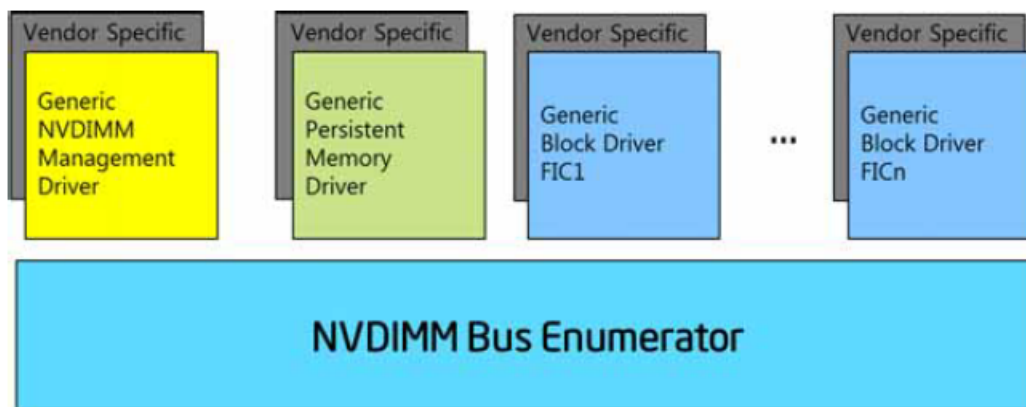 Vendor Specific
Generic
NVDIMM
Management
Driver
Vendor Specific
Generic
Persistent
Memory
Driver
Vendor Specific
Generic
Block Driver
FIC1
...
Vendor Specific
Generic
Block Driver
FICn
NVDIMM Bus Enumerator